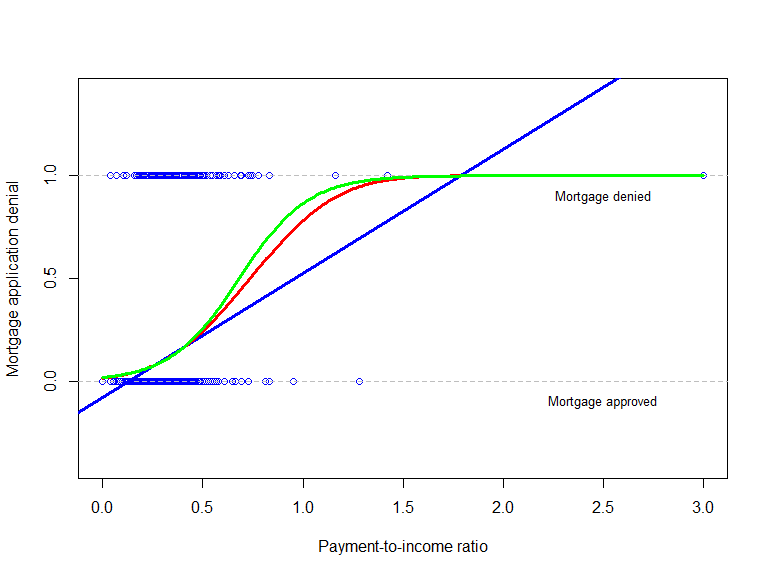 Mortgage application denial
1.0
0.5
0.0
Mortgage denied
Mortgage approved
0.0 0.5 1.0 1.5 2.0 2.5 3.0
Payment-to-income ratio